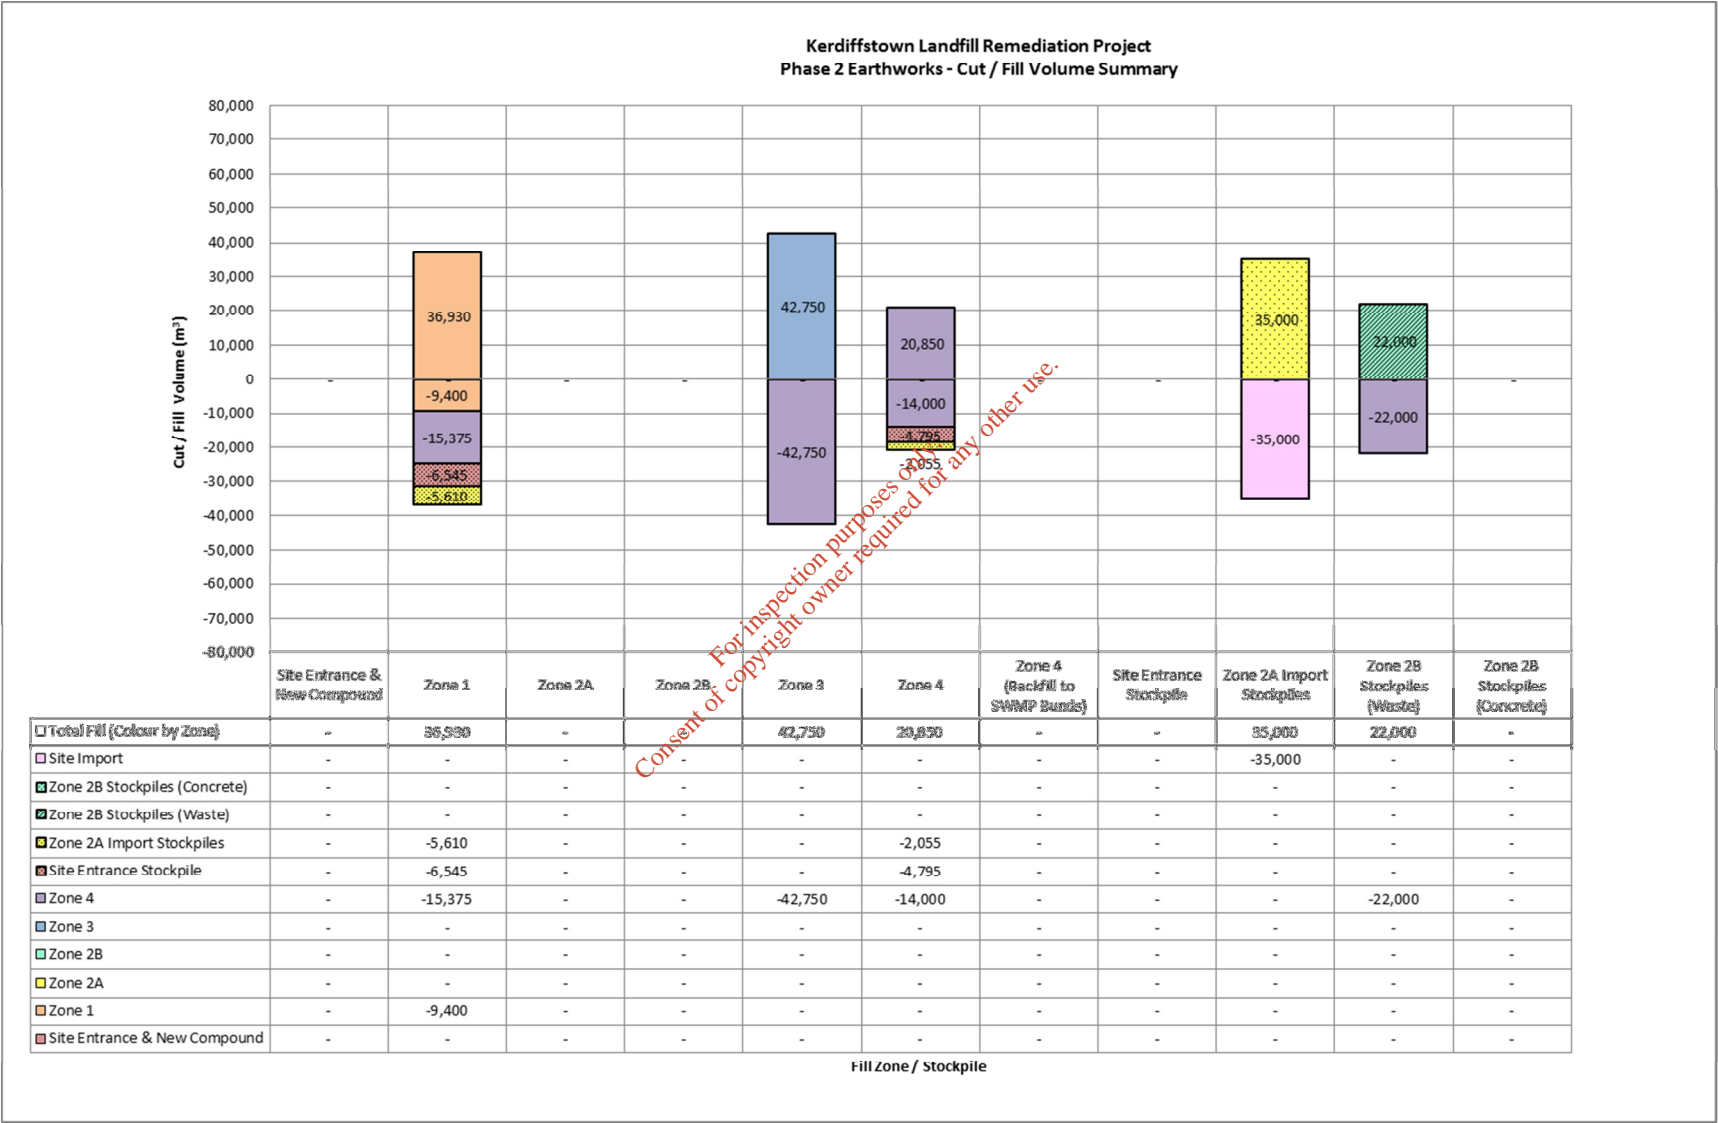 Kerdiffstown Landfill Remediation Project
Phase 2 Earthworks - Cut / Fill Volume Summary
80,000
70,000
60,000
50,000
40,000
30,000
20,000
10,000
0
-10,000
-20,000
-30,000
-40,000
-50,000
-60,000
-70,000
-80,000
Cut / Fill Volume (m³)
- 36,930 - - - 42,750 - 20,850 - - - 35,000 - 22,000 - -
-9,400 -14,000
-15,375 -42,750 -4,795 -35,000 -22,000
-6,545 -2,055
-5,610
For inspection purposes only.
Consent of copyright owner required for any other use.
Site Entrance & New Compound
Zone 1
Zone 2A
Zone 2B
Zone 3
Zone 4
Zone 4 (Backfill to SWMP Bunds)
Site Entrance Stockpile
Zone 2A Import Stockpiles
Zone 2B Stockpiles (Waste)
Zone 2B Stockpiles (Concrete)
Total Fill (Colour by Zone) - 36,930 - - 42,750 20,850 - - 35,000 22,000 -
Site Import - - - - - - - - -35,000 - -
Zone 2B Stockpiles (Concrete) - - - - - - - - - - -
Zone 2B Stockpiles (Waste) - - - - - - - - - - -
Zone 2A Import Stockpiles - -5,610 - - - -2,055 - - - - -
Site Entrance Stockpile - -6,545 - - - -4,795 - - - - -
Zone 4 - -15,375 - - -42,750 -14,000 - - - -22,000 -
Zone 3 - - - - - - - - - - -
Zone 2B - - - - - - - - - - -
Zone 2A - - - - - - - - - - -
Zone 1 - -9,400 - - - - - - - - -
Site Entrance & New Compound - - - - - - - - - - -
Fill Zone / Stockpile